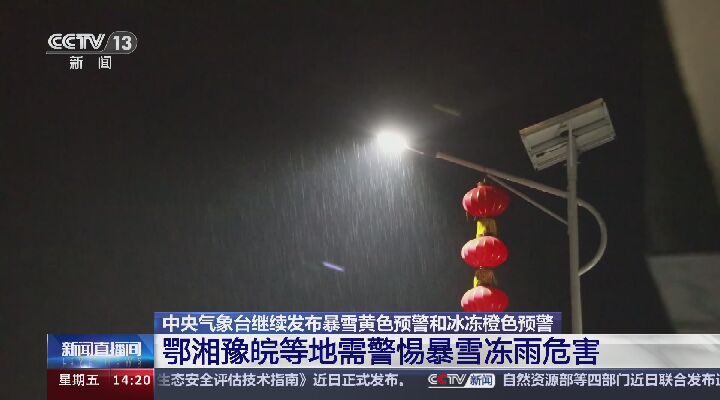 CCTV 13
新闻
中央气象台继续发布暴雪黄色预警和冰冻橙色预警
新闻直播间
鄂湘豫皖等地需警惕暴雪冻雨危害
星期五 14:20 生态安全评估技术指南》近日正式发布。 CCTV 新闻 自然资源部等四部门近日联合发布